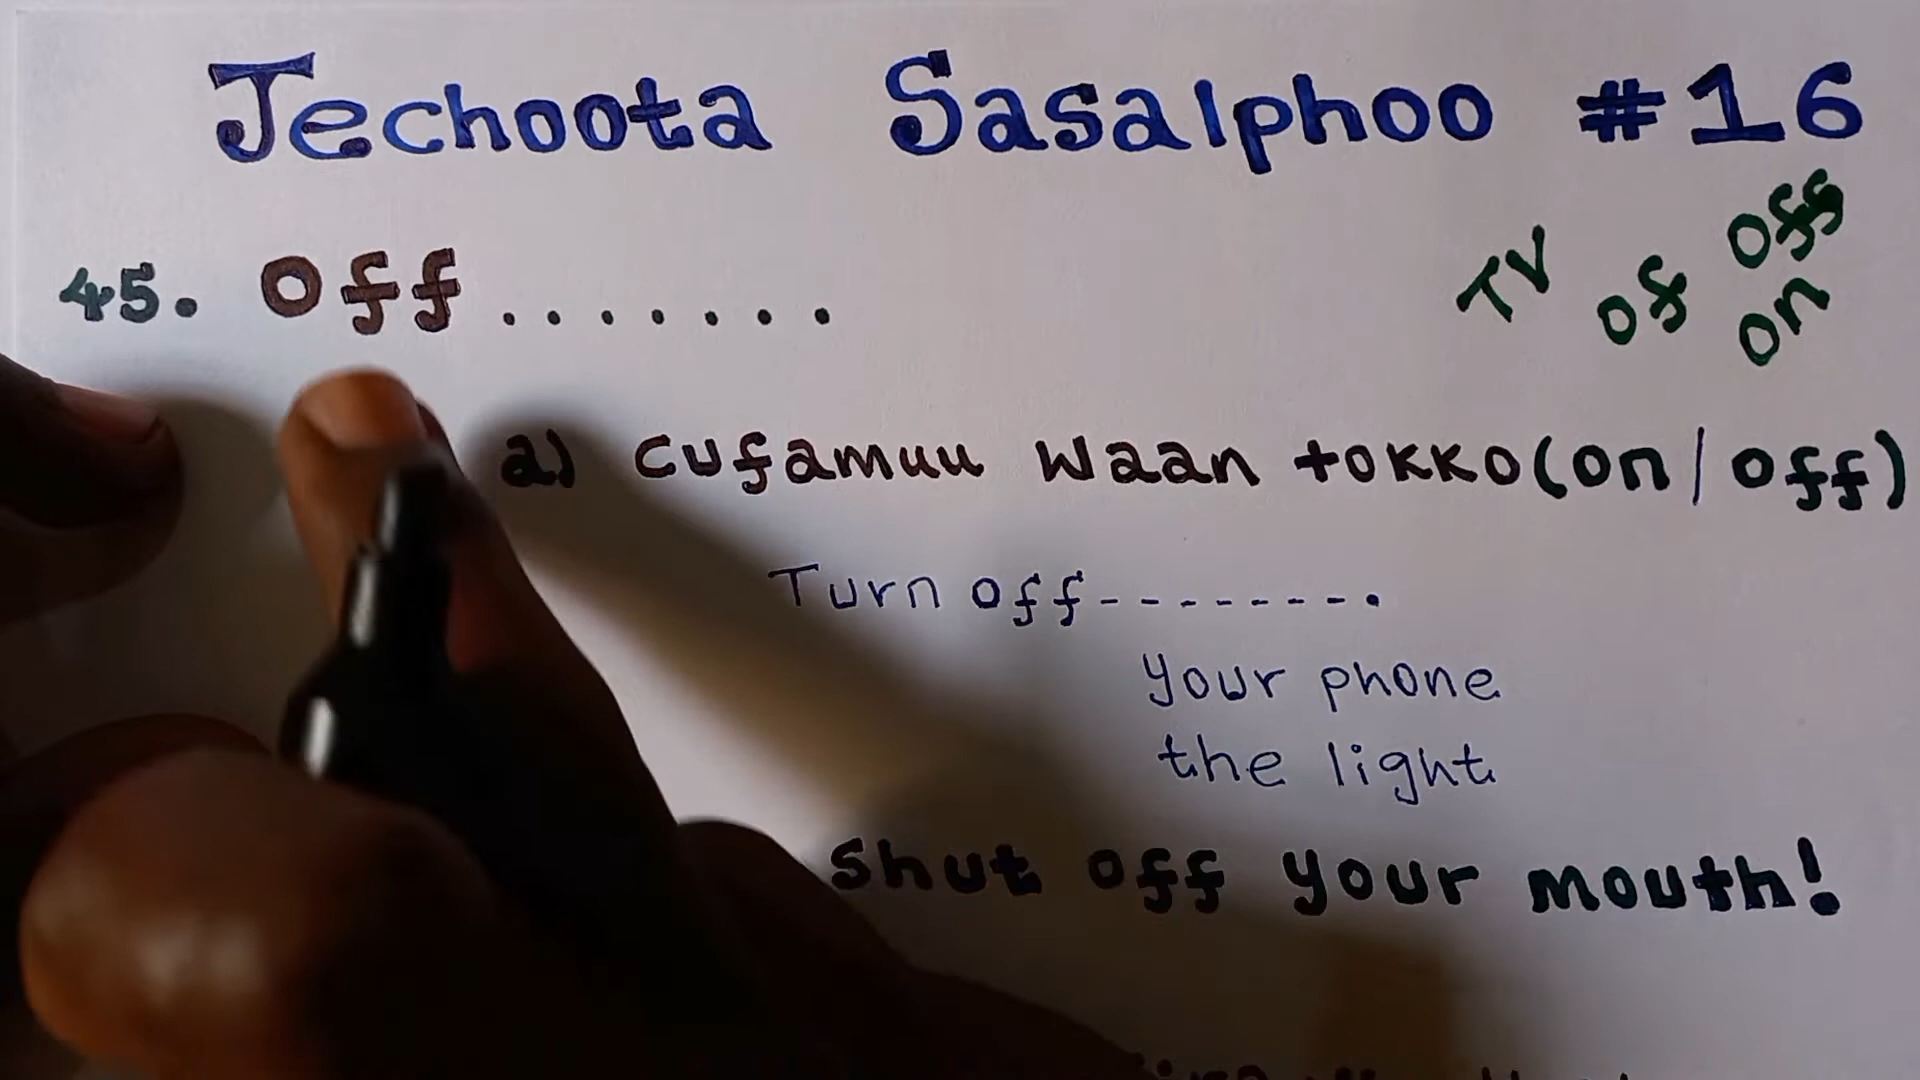 Jechoota Sasalphoo #16
TV of off
on
45. Off.......
a) Cufamuu Waan tokko(on/off)
Turn off--------.
your phone
the light
Shut off your mouth!